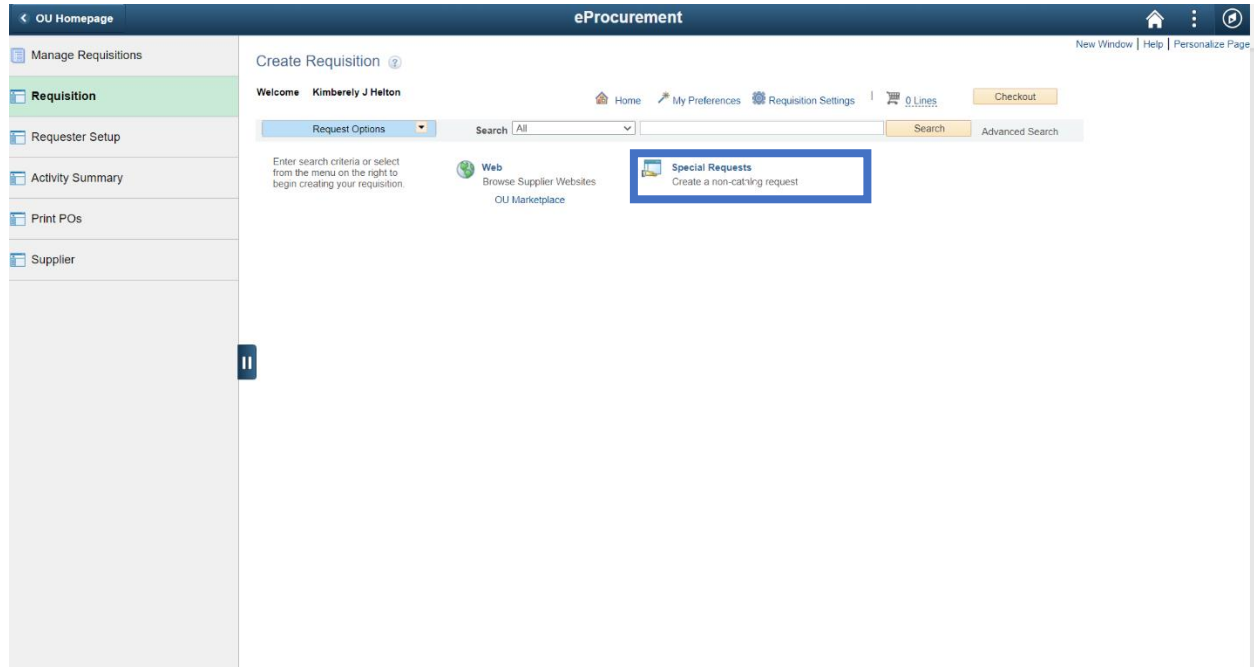 OU Homepage
eProcurement
New Window | Help | Personalize Page
Manage Requisitions
Requisition
Requester Setup
Activity Summary
Print POs
Supplier
Create Requisition
Welcome Kimberely J Helton
Home My Preferences Requisition Settings | 0 Lines Checkout
Request Options Search All Search Advanced Search
Enter search criteria or select
from the menu on the right to
begin creating your requisition.
Web
Browse Supplier Websites
OU Marketplace
Special Requests
Create a request